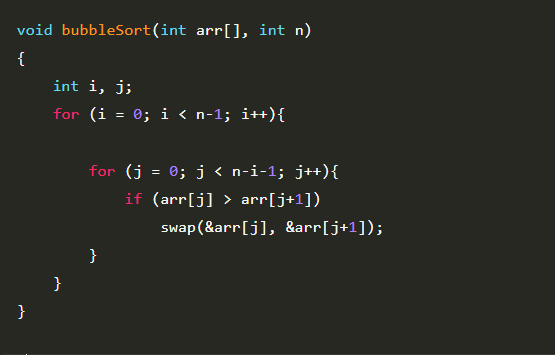 void bubbleSort(int arr[], int n)
{
    int i, j;
    for (i = 0; i < n-1; i++){
        for (j = 0; j < n-i-1; j++){
            if (arr[j] > arr[j+1])
                swap(&arr[j], &arr[j+1]);
        }
    }
}